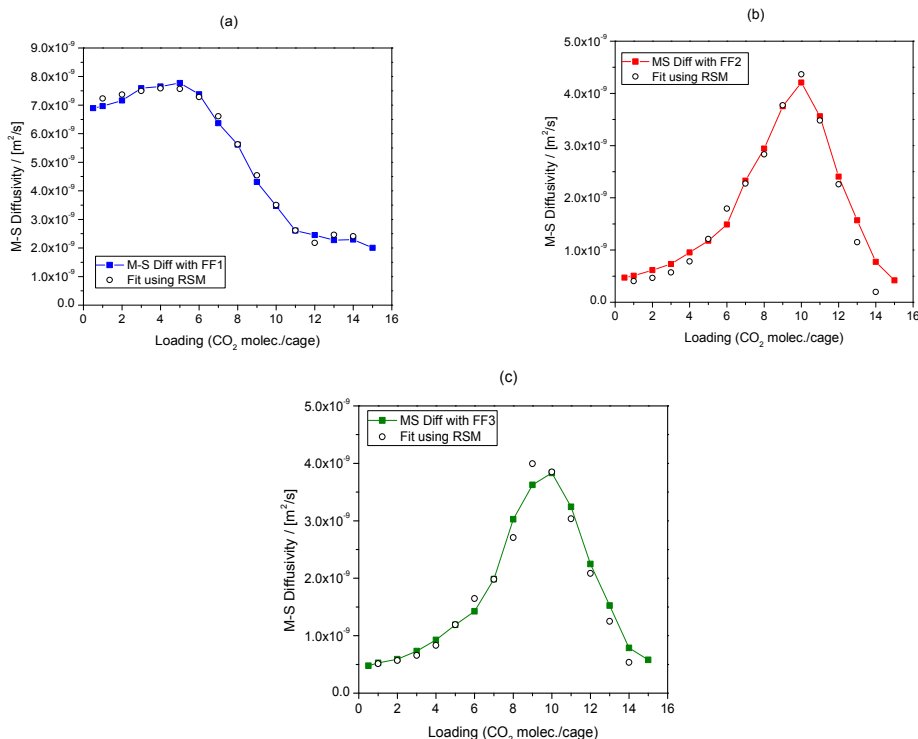 (a)
9.0x10⁻⁹
8.0x10⁻⁹
7.0x10⁻⁹
6.0x10⁻⁹
5.0x10⁻⁹
4.0x10⁻⁹
3.0x10⁻⁹
2.0x10⁻⁹
1.0x10⁻⁹
0.0
M-S Diffusivity / [m²/s]
M-S Diff with FF1
Fit using RSM
0 2 4 6 8 10 12 14 16
Loading (CO₂ molec./cage)
(b)
5.0x10⁻⁹
4.0x10⁻⁹
3.0x10⁻⁹
2.0x10⁻⁹
1.0x10⁻⁹
0.0
M-S Diffusivity / [m²/s]
MS Diff with FF2
Fit using RSM
0 2 4 6 8 10 12 14 16
Loading (CO₂ molec./cage)
(c)
5.0x10⁻⁹
4.0x10⁻⁹
3.0x10⁻⁹
2.0x10⁻⁹
1.0x10⁻⁹
0.0
M-S Diffusivity / [m²/s]
MS Diff with FF3
Fit using RSM
0 2 4 6 8 10 12 14 16
Loading (CO₂ molec./cage)